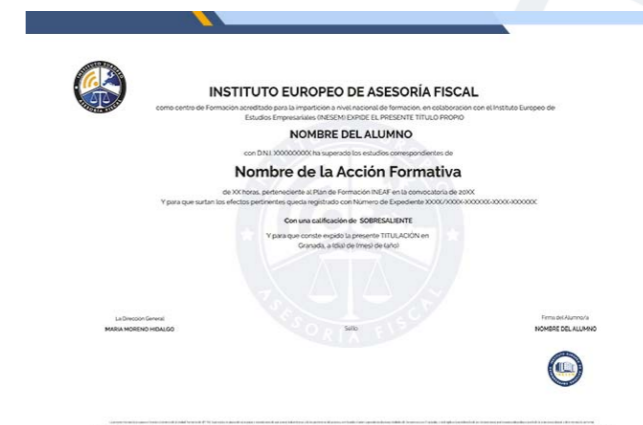 INSTITUTO EUROPEO DE ASESORÍA FISCAL
como centro de Formación acreditado para la impartición a nivel nacional de formación, en colaboración con el Instituto Europeo de
Estudios Empresariales (INESEM) EXPIDE EL PRESENTE TÍTULO PROPIO
NOMBRE DEL ALUMNO
con D.N.I. XXXXXXXXX ha superado los estudios correspondientes de
Nombre de la Acción Formativa
de XX horas, perteneciente al Plan de Formación INEAF en la convocatoria de 20XX
Y para que surtan los efectos pertinentes queda registrado con Número de Expediente XXXX/XXXX-XXXXXX-XXXX-XXXXXX
Con una calificación de SOBRESALIENTE
Y para que conste expido la presente TITULACIÓN en
Granada, a (día) de (mes) de (año)
La Dirección General
MARIA MORENO HIDALGO
Sello
Firma del Alumno/a
NOMBRE DEL ALUMNO
ASESORIA FISCAL